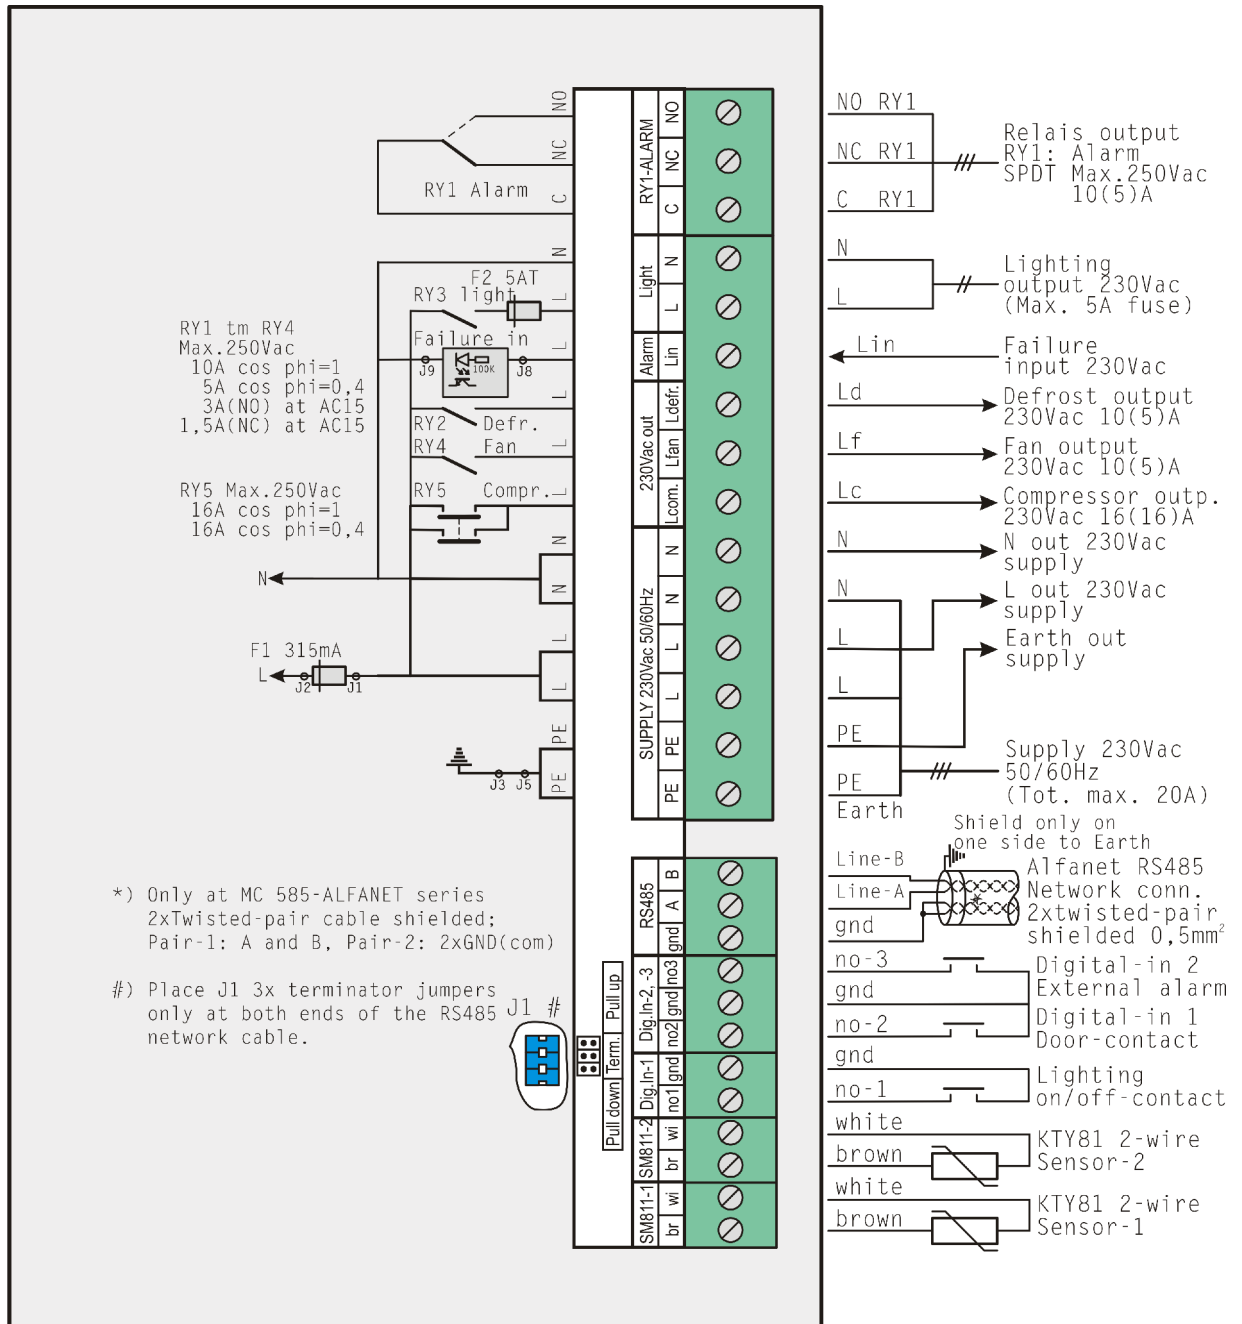 NO
NC
C
RY1 Alarm
N
F2 5AT
RY3 light
L
Failure in
J9
100K
J8
L
RY2 Defr.
L
RY4 Fan
L
RY5 Compr.
L
RY1 tm RY4
Max.250Vac
10A cos phi=1
5A cos phi=0,4
3A(NO) at AC15
1,5A(NC) at AC15
RY5 Max.250Vac
16A cos phi=1
16A cos phi=0,4
N
N
N
F1 315mA
L
J2
J1
L
L
J3
J5
PE
PE
RY1-ALARM
NO
NC
C
Light
N
L
Alarm
Lin
230Vac out
Ldefr.
Lfan
Lcom.
SUPPLY 230Vac 50/60Hz
N
N
L
L
PE
PE
RS485
B
A
gnd
Dig.In-2, -3
no3
gnd
no2
Dig.In-1
gnd
no1
SM811-2
wi
br
SM811-1
wi
br
Pull up
Term.
Pull down
J1 #
*) Only at MC 585-ALFANET series
2xTwisted-pair cable shielded;
Pair-1: A and B, Pair-2: 2xGND(com)
#) Place J1 3x terminator jumpers
only at both ends of the RS485
network cable.
NO RY1
NC RY1
C RY1
Relais output
RY1: Alarm
SPDT Max.250Vac
10(5)A
N
L
Lighting
output 230Vac
(Max. 5A fuse)
Lin
Failure
input 230Vac
Ld
Defrost output
230Vac 10(5)A
Lf
Fan output
230Vac 10(5)A
Lc
Compressor outp.
230Vac 16(16)A
N
N out 230Vac
supply
N
L out 230Vac
supply
L
Earth out
supply
L
PE
PE
Earth
Supply 230Vac
50/60Hz
(Tot. max. 20A)
Shield only on
one side to Earth
Line-B
Line-A
gnd
*
Alfanet RS485
Network conn.
2xtwisted-pair
shielded 0,5mm²
no-3
gnd
Digital-in 2
External alarm
no-2
Digital-in 1
Door-contact
gnd
no-1
Lighting
on/off-contact
white
brown
KTY81 2-wire
Sensor-2
white
brown
KTY81 2-wire
Sensor-1